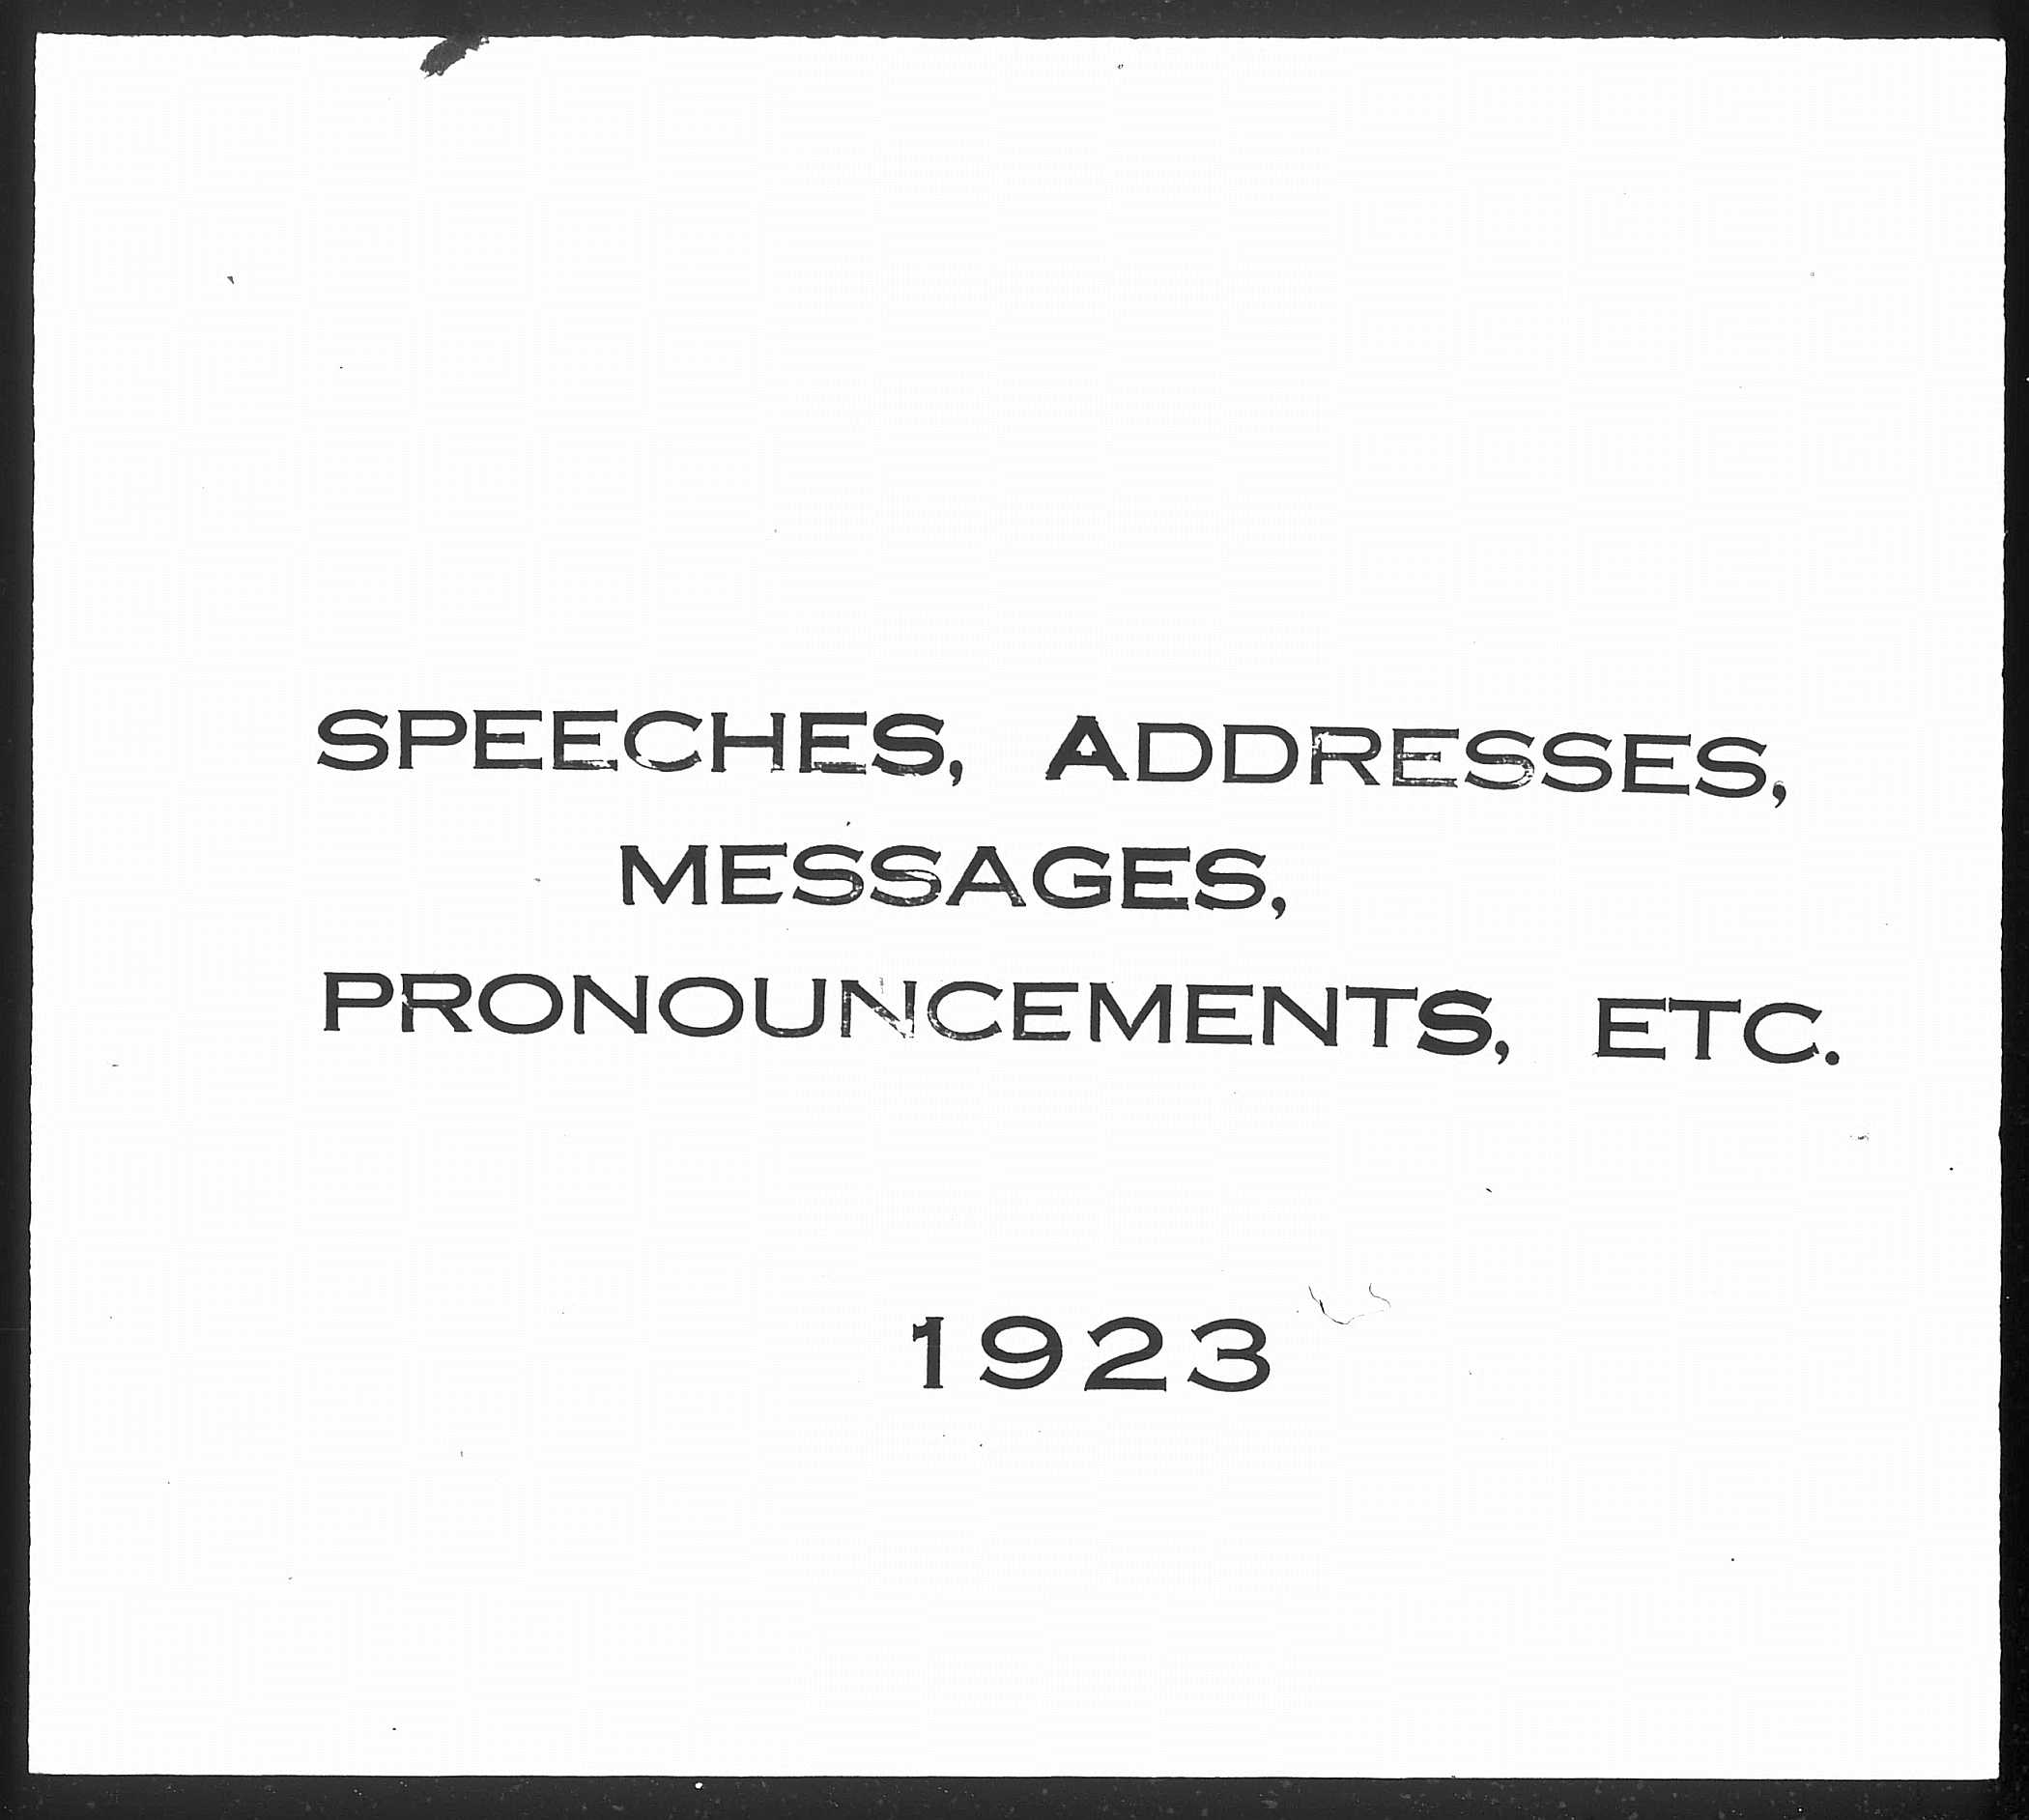 SPEECHES, ADDRESSES,
MESSAGES,
PRONOUNCEMENTS, ETC.
1923